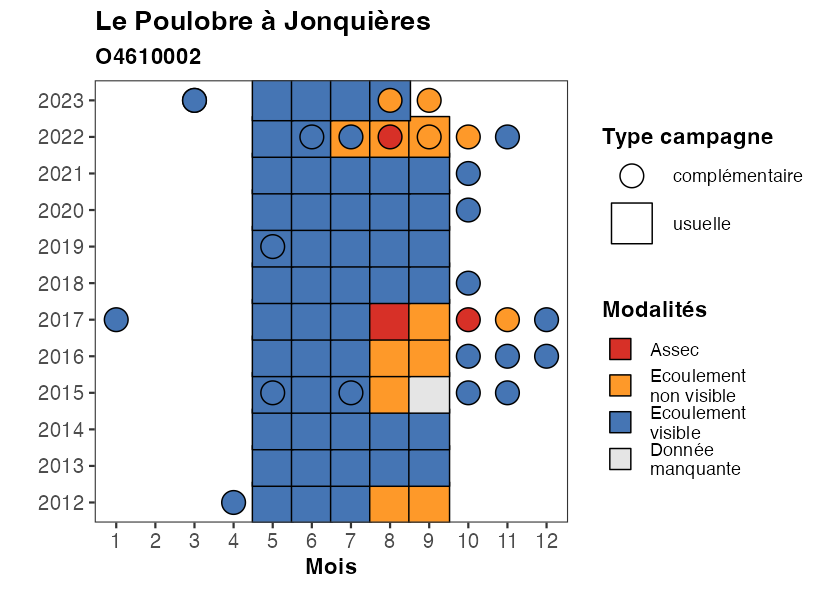 Le Poulobre à Jonquières
O4610002
2023
2022
2021
2020
2019
2018
2017
2016
2015
2014
2013
2012
1 2 3 4 5 6 7 8 9 10 11 12
Mois
Type campagne
complémentaire
usuelle
Modalités
Assec
Ecoulement
non visible
Ecoulement
visible
Donnée
manquante